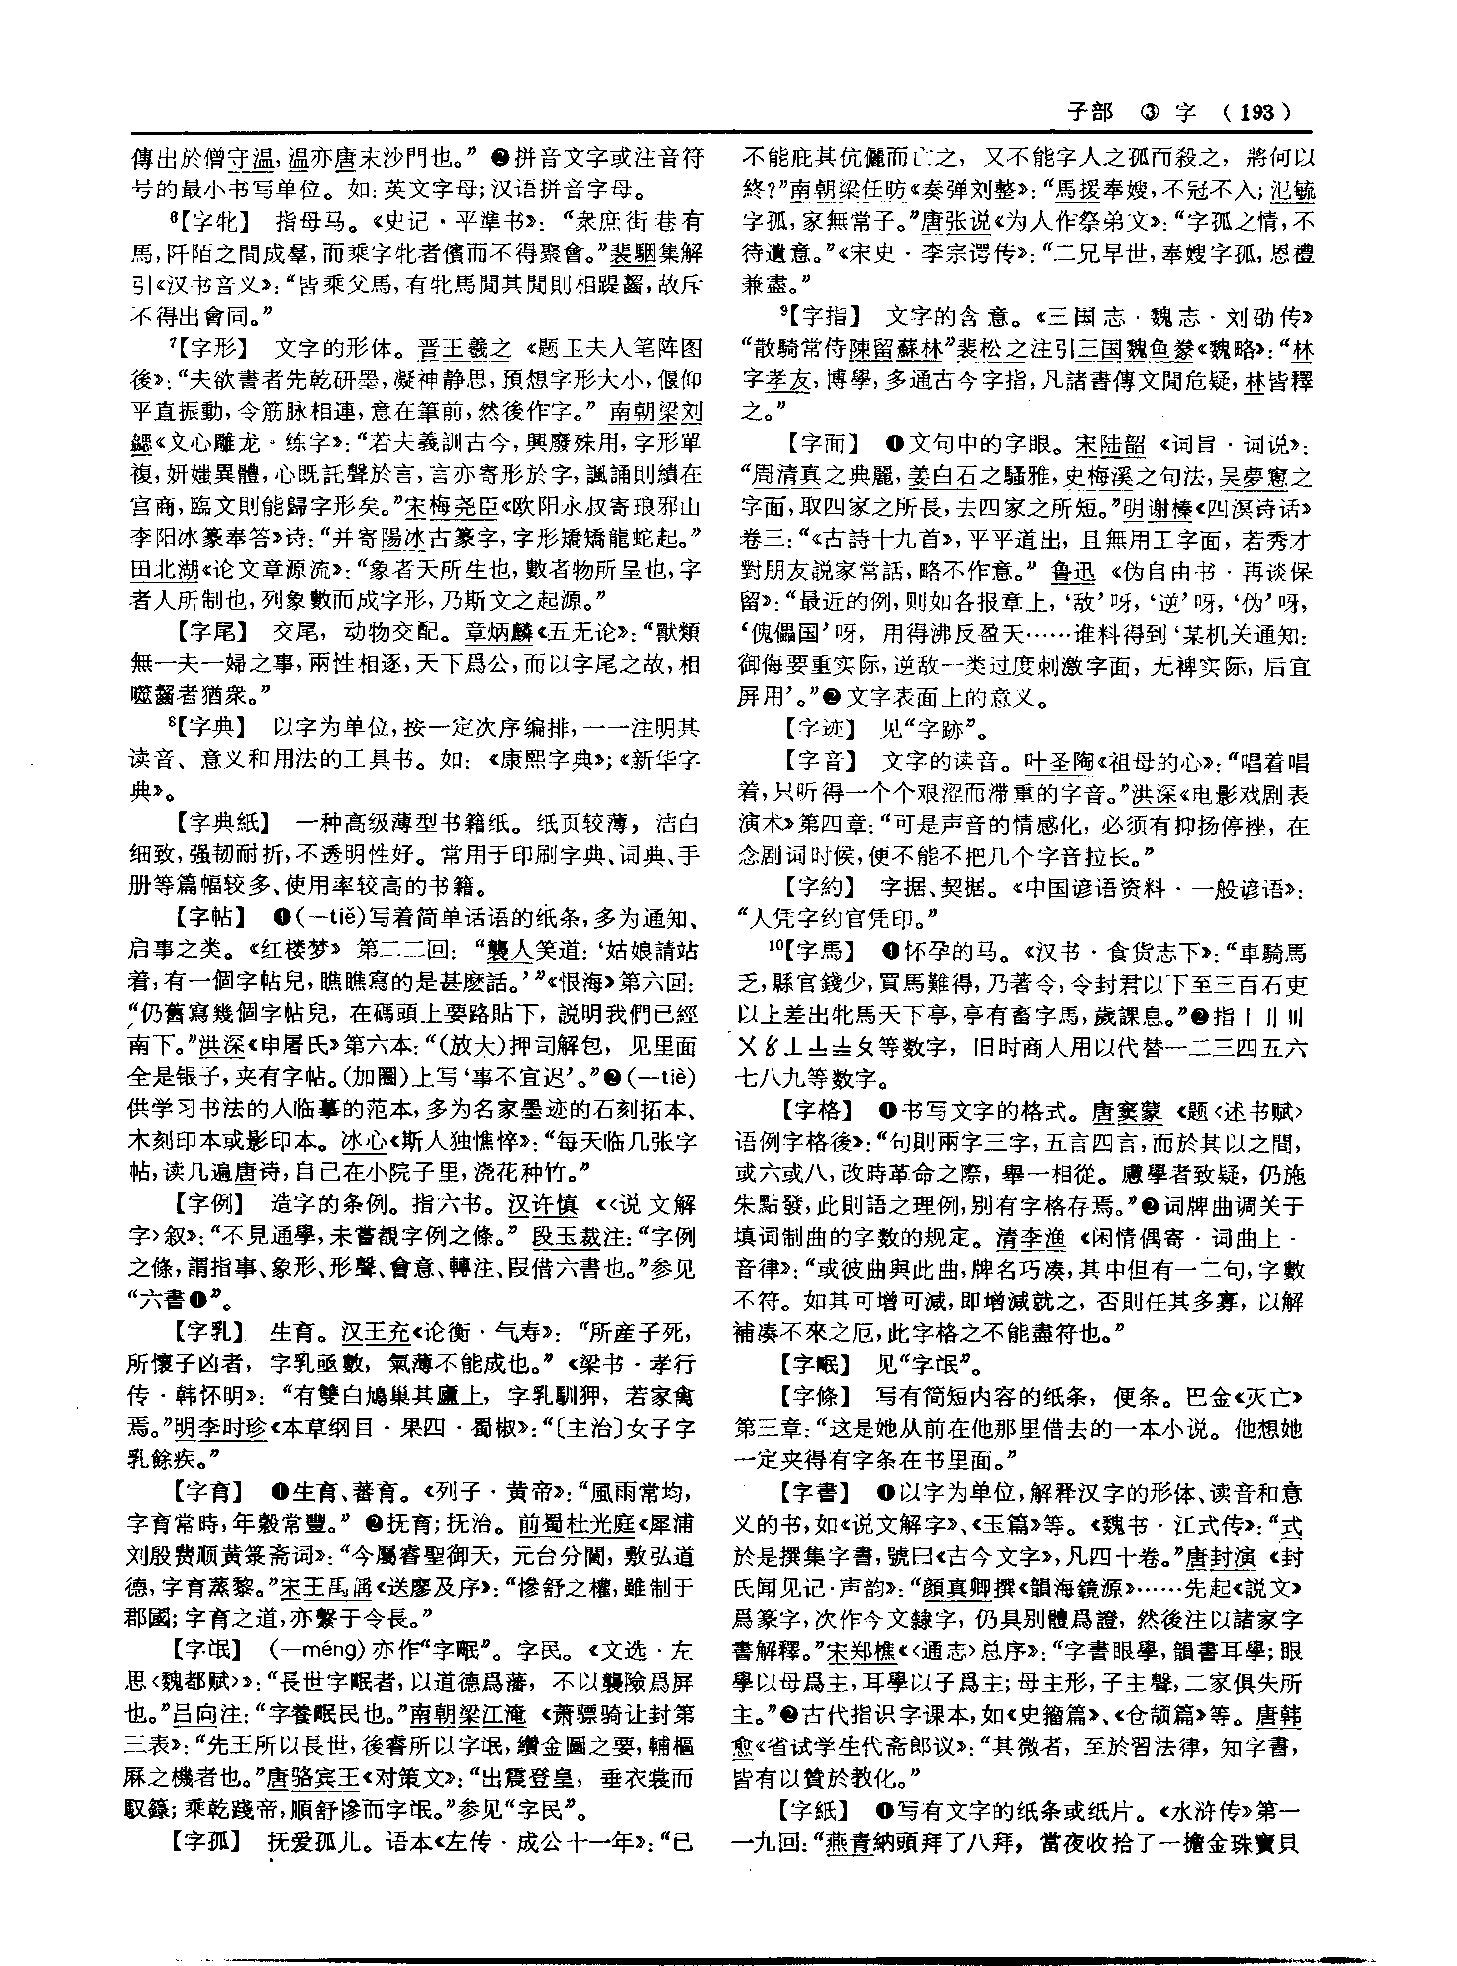 子部 ③ 字 （193）
傳出於僧守温，温亦唐末沙門也。”❷拼音文字或注音符
号的最小书写单位。如：英文字母；汉语拼音字母。
⁶【字牝】 指母马。《史记·平準书》：“衆庶街巷有
馬，阡陌之間成羣，而乘字牝者儐而不得聚會。”裴駰集解
引《汉书音义》：“皆乘父馬，有牝馬閒其閒則相踶齧，故斥
不得出會同。”
⁷【字形】 文字的形体。晋王羲之《题卫夫人笔阵图
後》：“夫欲書者先乾研墨，凝神静思，預想字形大小，偃仰
平直振動，令筋脉相連，意在筆前，然後作字。”南朝梁刘
勰《文心雕龙·练字》：“若夫義訓古今，興廢殊用，字形單
複，妍媸異體，心既託聲於言，言亦寄形於字，諷誦則績在
宫商，臨文則能歸字形矣。”宋梅尧臣《欧阳永叔寄琅邪山
李阳冰篆奉答》诗：“并寄陽冰古篆字，字形矯矯龍蛇起。”
田北湖《论文章源流》：“象者天所生也，數者物所呈也，字
者人所制也，列象數而成字形，乃斯文之起源。”
【字尾】 交尾，动物交配。章炳麟《五无论》：“獸類
無一夫一婦之事，兩性相逐，天下爲公，而以字尾之故，相
噬齧者猶衆。”
⁸【字典】 以字为单位，按一定次序编排，一一注明其
读音、意义和用法的工具书。如：《康熙字典》；《新华字
典》。
【字典紙】 一种高级薄型书籍纸。纸页较薄，洁白
细致，强韧耐折，不透明性好。常用于印刷字典、词典、手
册等篇幅较多、使用率较高的书籍。
【字帖】 ❶（—tiě）写着简单话语的纸条，多为通知、
启事之类。《红楼梦》第二二回：“襲人笑道：‘姑娘請站
着，有一個字帖兒，瞧瞧寫的是甚麽話。’”《恨海》第六回：
“仍舊寫幾個字帖兒，在碼頭上要路貼下，説明我們已經
南下。”洪深《申屠氏》第六本：“（放大）押司解包，见里面
全是银子，夹有字帖。（加圈）上写‘事不宜迟’。”❷（—tiè）
供学习书法的人临摹的范本，多为名家墨迹的石刻拓本、
木刻印本或影印本。冰心《斯人独憔悴》：“每天临几张字
帖，读几遍唐诗，自己在小院子里，浇花种竹。”
【字例】 造字的条例。指六书。汉许慎《〈说文解
字〉叙》：“不見通學，未嘗覩字例之條。”段玉裁注：“字例
之條，謂指事、象形、形聲、會意、轉注、叚借六書也。”参见
“六書❶”。
【字乳】 生育。汉王充《论衡·气寿》：“所産子死，
所懷子凶者，字乳亟數，氣薄不能成也。”《梁书·孝行
传·韩怀明》：“有雙白鳩巢其廬上，字乳馴狎，若家禽
焉。”明李时珍《本草纲目·果四·蜀椒》：“〔主治〕女子字
乳餘疾。”
【字育】 ❶生育、蕃育。《列子·黄帝》：“風雨常均，
字育常時，年穀常豐。”❷抚育；抚治。前蜀杜光庭《犀浦
刘殷费顺黄箓斋词》：“今屬睿聖御天，元台分閫，敷弘道
德，字育蒸黎。”宋王禹偁《送廖及序》：“慘舒之權，雖制于
郡國；字育之道，亦繫于令長。”
【字氓】 （—méng）亦作“字甿”。字民。《文选·左
思〈魏都赋〉》：“長世字甿者，以道德爲藩，不以襲險爲屏
也。”吕向注：“字養甿民也。”南朝梁江淹《萧骠骑让封第
三表》：“先王所以長世，後睿所以字氓，纘金圖之要，輔樞
厤之機者也。”唐骆宾王《对策文》：“出震登皇，垂衣裳而
馭籙；乘乾踐帝，順舒慘而字氓。”参见“字民”。
【字孤】 抚爱孤儿。语本《左传·成公十一年》：“已
不能庇其伉儷而亡之，又不能字人之孤而殺之，將何以
終？”南朝梁任昉《奏弹刘整》：“馬援奉嫂，不冠不入；氾毓
字孤，家無常子。”唐张说《为人作祭弟文》：“字孤之情，不
待遺意。”《宋史·李宗谔传》：“二兄早世，奉嫂字孤，恩禮
兼盡。”
⁹【字指】 文字的含意。《三国志·魏志·刘劭传》
“散騎常侍陳留蘇林”裴松之注引三国魏鱼豢《魏略》：“林
字孝友，博學，多通古今字指，凡諸書傳文閒危疑，林皆釋
之。”
【字面】 ❶文句中的字眼。宋陆韶《词旨·词说》：
“周清真之典麗，姜白石之騷雅，史梅溪之句法，吴夢窻之
字面，取四家之所長，去四家之所短。”明谢榛《四溟诗话》
卷三：“《古詩十九首》，平平道出，且無用工字面，若秀才
對朋友説家常話，略不作意。”鲁迅《伪自由书·再谈保
留》：“最近的例，则如各报章上，‘敌’呀，‘逆’呀，‘伪’呀，
‘傀儡国’呀，用得沸反盈天……谁料得到‘某机关通知：
御侮要重实际，逆敌一类过度刺激字面，无裨实际，后宜
屏用’。”❷文字表面上的意义。
【字迹】 见“字跡”。
【字音】 文字的读音。叶圣陶《祖母的心》：“唱着唱
着，只听得一个个艰涩而滞重的字音。”洪深《电影戏剧表
演术》第四章：“可是声音的情感化，必须有抑扬停挫，在
念剧词时候，便不能不把几个字音拉长。”
【字約】 字据、契据。《中国谚语资料·一般谚语》：
“人凭字约官凭印。”
¹⁰【字馬】 ❶怀孕的马。《汉书·食货志下》：“車騎馬
乏，縣官錢少，買馬難得，乃著令，令封君以下至三百石吏
以上差出牝馬天下亭，亭有畜字馬，歲課息。”❷指〡〢〣
〤〥〦〧〨〩等数字，旧时商人用以代替一二三四五六
七八九等数字。
【字格】 ❶书写文字的格式。唐窦蒙《题〈述书赋〉
语例字格後》：“句則兩字三字，五言四言，而於其以之間，
或六或八，改時革命之際，舉一相從。慮學者致疑，仍施
朱點發，此則語之理例，别有字格存焉。”❷词牌曲调关于
填词制曲的字数的规定。清李渔《闲情偶寄·词曲上·
音律》：“或彼曲與此曲，牌名巧凑，其中但有一二句，字數
不符。如其可增可減，即增減就之，否則任其多寡，以解
補凑不來之厄，此字格之不能盡符也。”
【字甿】 见“字氓”。
【字條】 写有简短内容的纸条，便条。巴金《灭亡》
第三章：“这是她从前在他那里借去的一本小说。他想她
一定夹得有字条在书里面。”
【字書】 ❶以字为单位，解释汉字的形体、读音和意
义的书，如《说文解字》、《玉篇》等。《魏书·江式传》：“式
於是撰集字書，號曰《古今文字》，凡四十卷。”唐封演《封
氏闻见记·声韵》：“顔真卿撰《韻海鏡源》……先起《説文》
爲篆字，次作今文隸字，仍具别體爲證，然後注以諸家字
書解釋。”宋郑樵《〈通志〉总序》：“字書眼學，韻書耳學；眼
學以母爲主，耳學以子爲主；母主形，子主聲，二家俱失所
主。”❷古代指识字课本，如《史籀篇》、《仓颉篇》等。唐韩
愈《省试学生代斋郎议》：“其微者，至於習法律，知字書，
皆有以贊於教化。”
【字紙】 ❶写有文字的纸条或纸片。《水浒传》第一
一九回：“燕青納頭拜了八拜，當夜收拾了一擔金珠寶貝